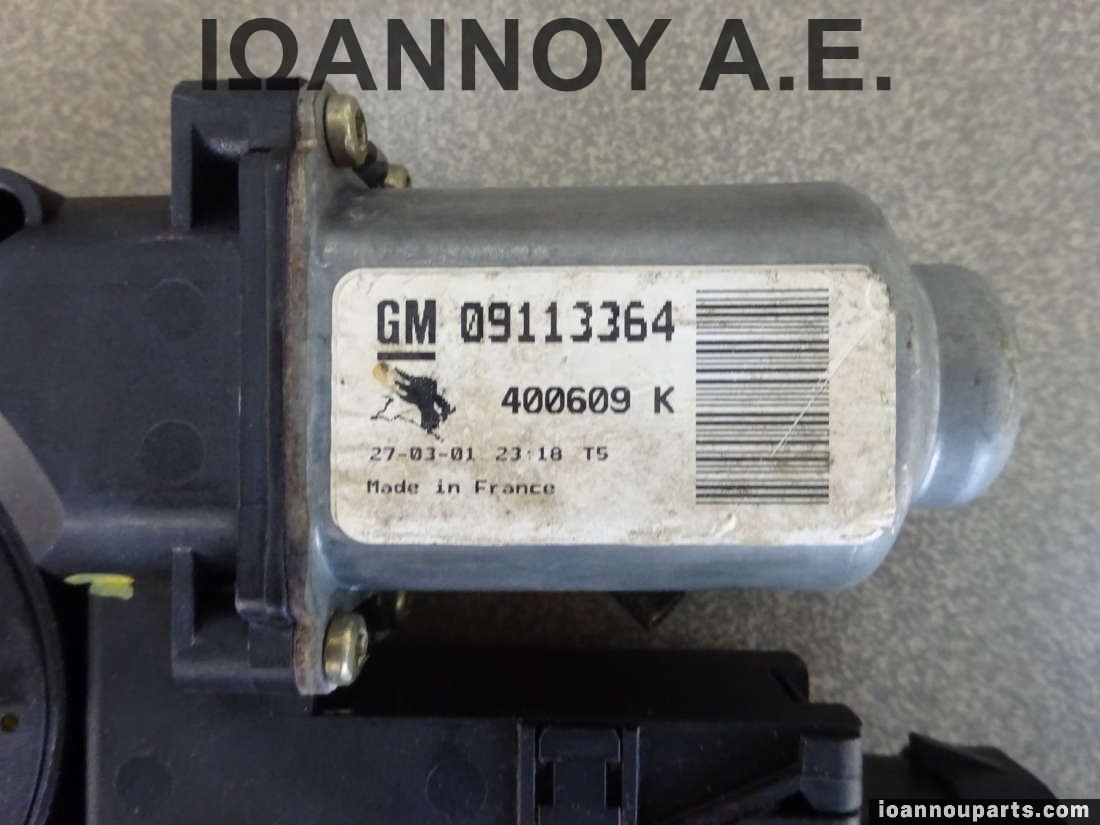 ΙΩΑΝΝΟΥ Α.Ε.
GM 09113364
400609 K
27-03-01 23:18 T5
Made in France
ioannouparts.com